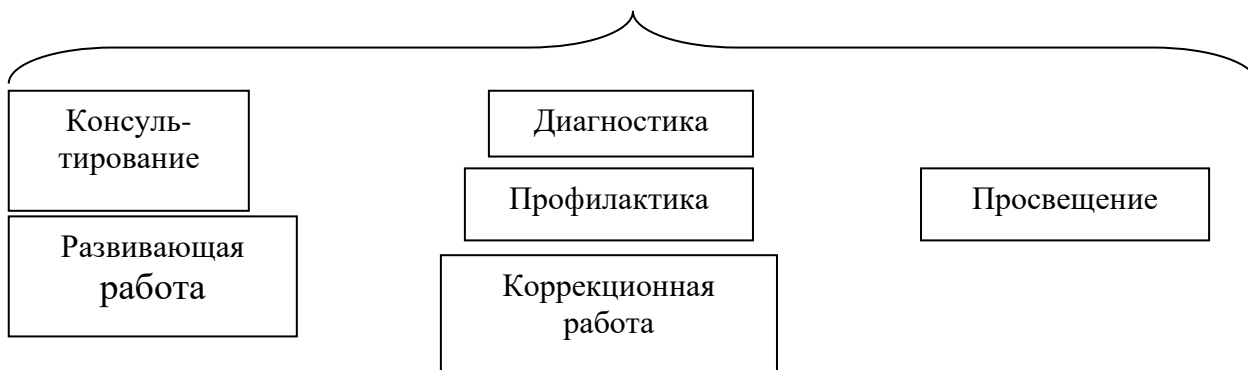 Консуль-
тирование
Диагностика
Профилактика
Просвещение
Развивающая
работа
Коррекционная
работа